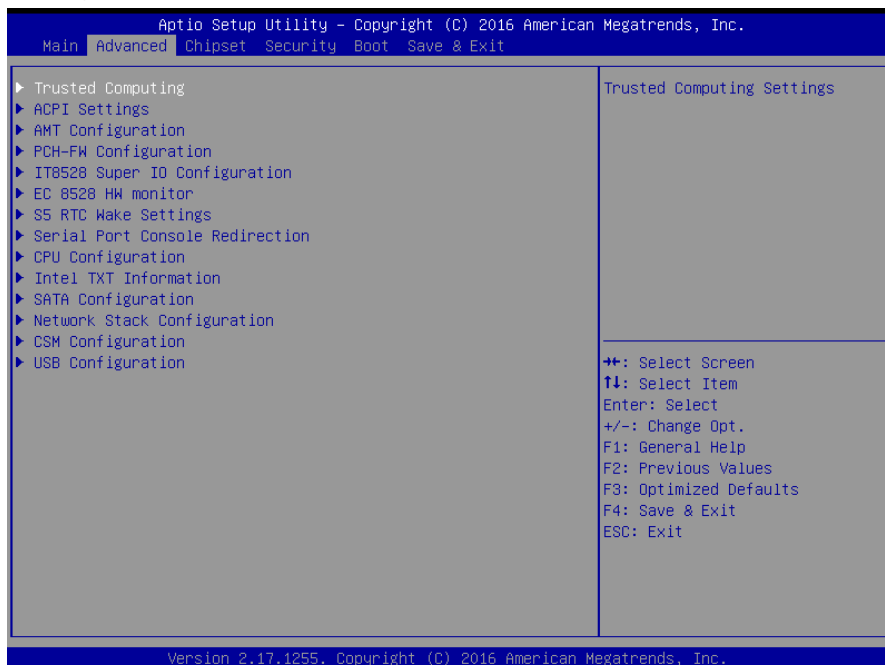 Aptio Setup Utility – Copyright (C) 2016 American Megatrends, Inc.
Main Advanced Chipset Security Boot Save & Exit
▶ Trusted Computing
▶ ACPI Settings
▶ AMT Configuration
▶ PCH-FW Configuration
▶ IT8528 Super IO Configuration
▶ EC 8528 HW monitor
▶ S5 RTC Wake Settings
▶ Serial Port Console Redirection
▶ CPU Configuration
▶ Intel TXT Information
▶ SATA Configuration
▶ Network Stack Configuration
▶ CSM Configuration
▶ USB Configuration
Trusted Computing Settings
→←: Select Screen
↑↓: Select Item
Enter: Select
+/-: Change Opt.
F1: General Help
F2: Previous Values
F3: Optimized Defaults
F4: Save & Exit
ESC: Exit
Version 2.17.1255. Copyright (C) 2016 American Megatrends, Inc.